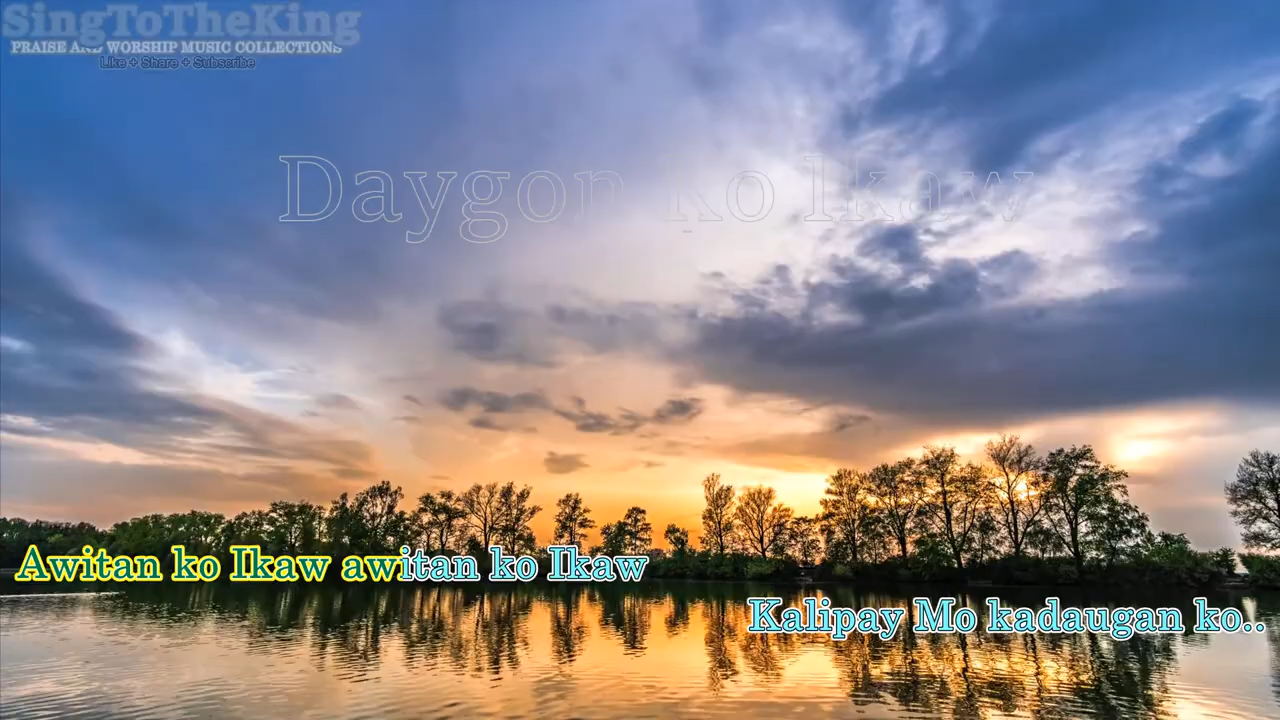 SingToTheKing
PRAISE AND WORSHIP MUSIC COLLECTIONS
Like + Share + Subscribe
Daygon ko Ikaw
Awitan ko Ikaw awitan ko Ikaw
Kalipay Mo kadaugan ko..